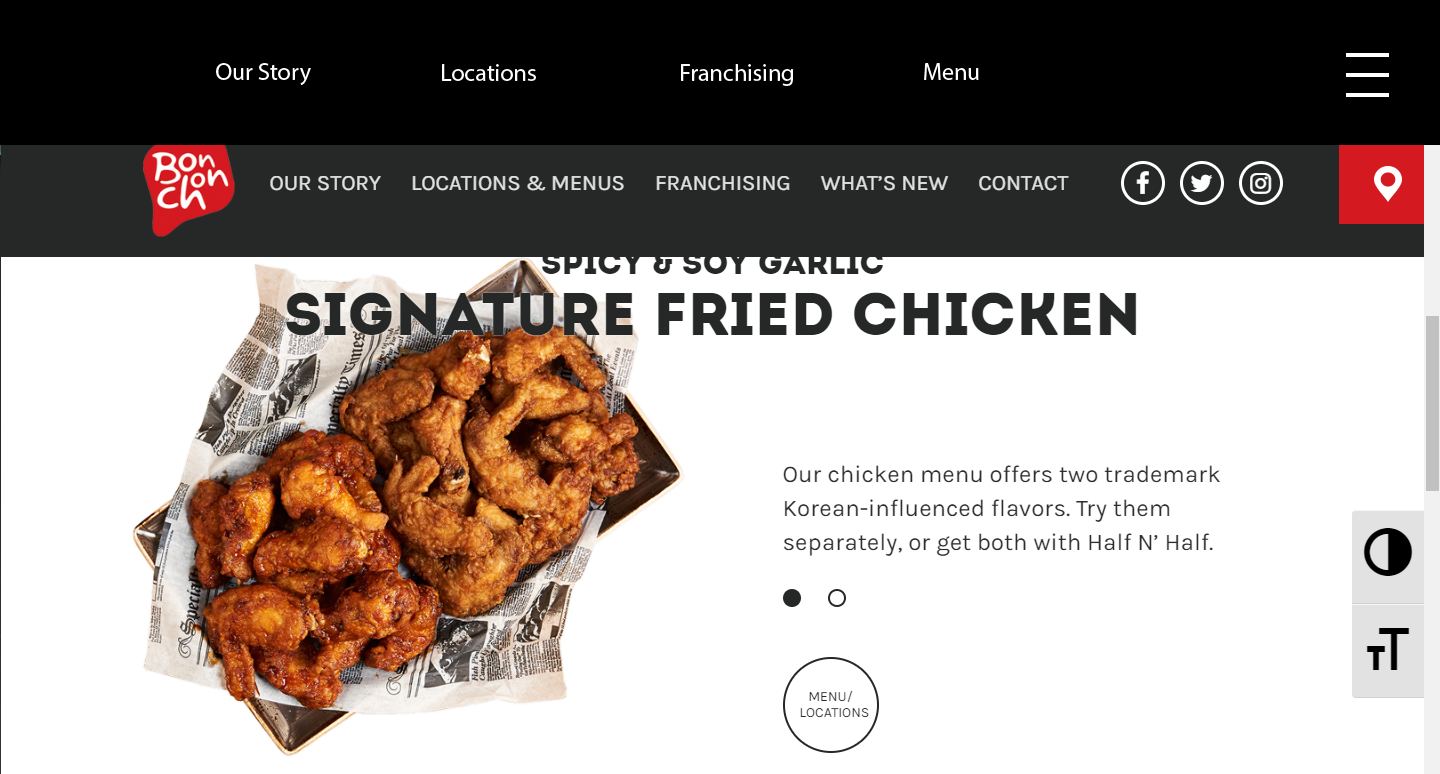 Our Story Locations Franchising Menu
Bon
Chon
OUR STORY LOCATIONS & MENUS FRANCHISING WHAT’S NEW CONTACT
SPICY & SOY GARLIC
SIGNATURE FRIED CHICKEN
Our chicken menu offers two trademark
Korean-influenced flavors. Try them
separately, or get both with Half N’ Half.
MENU/
LOCATIONS
TT